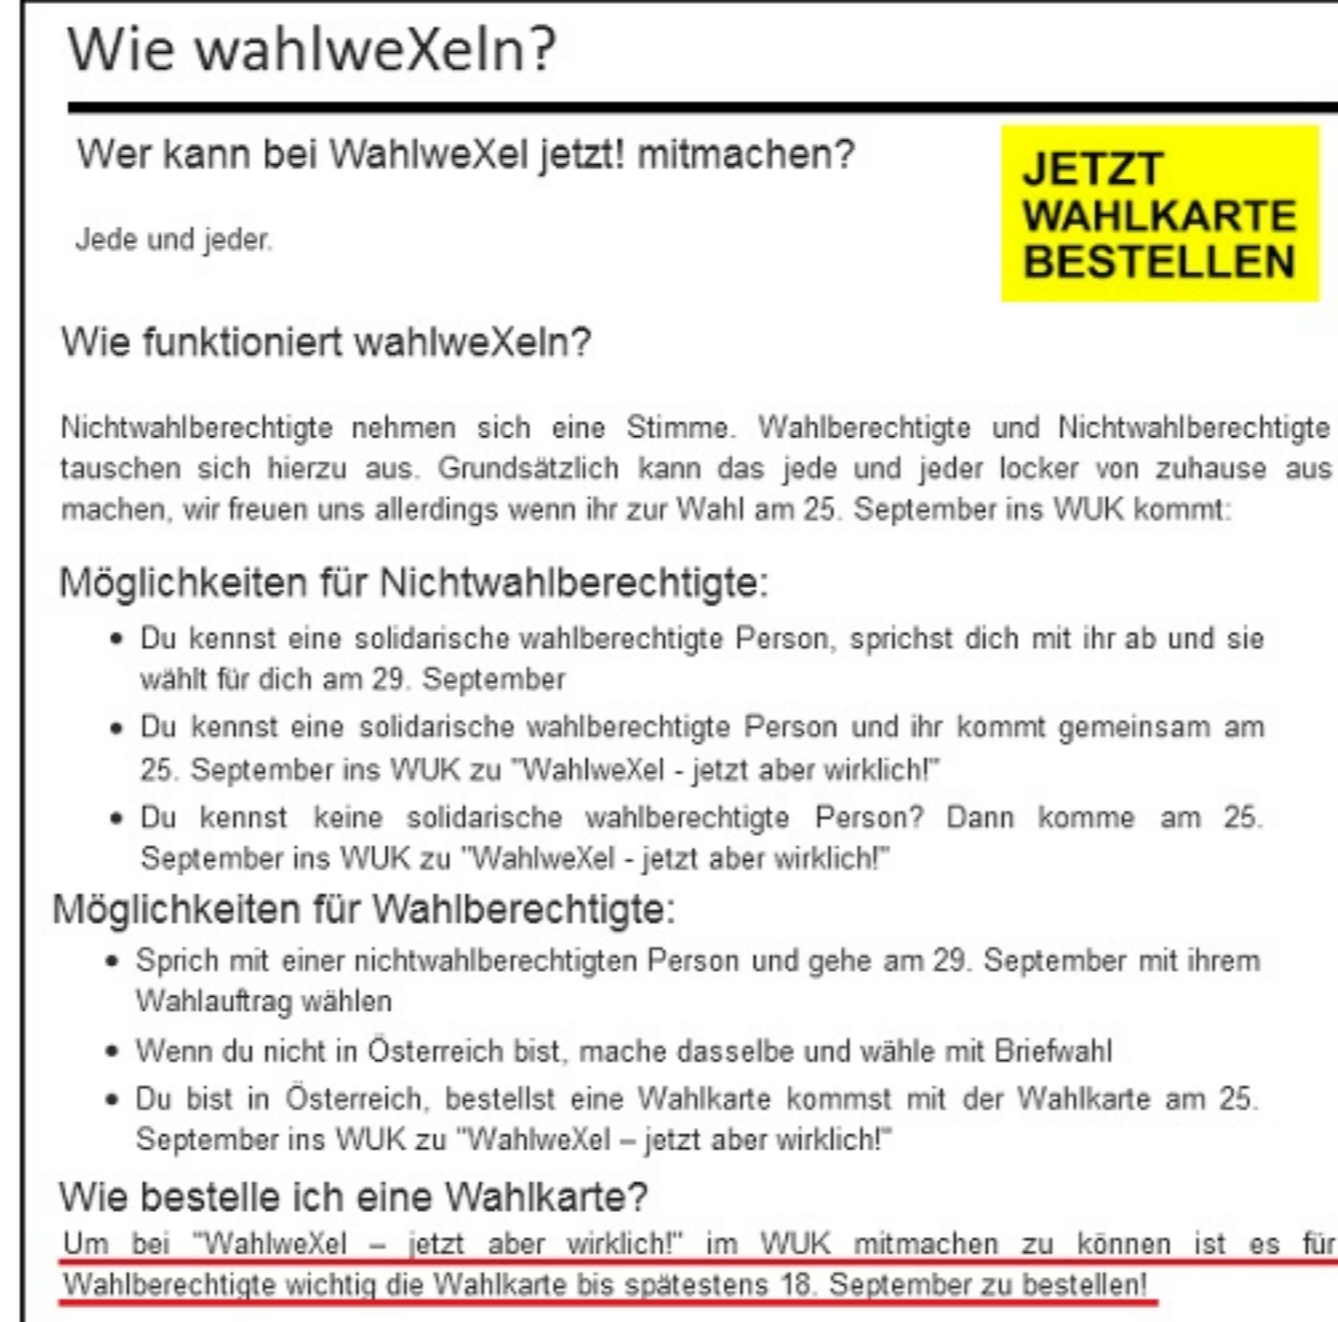 Wie wahlweXeln?
Wer kann bei WahlweXel jetzt! mitmachen?
JETZT
WAHLKARTE
BESTELLEN
Jede und jeder.
Wie funktioniert wahlweXeln?
Nichtwahlberechtigte nehmen sich eine Stimme. Wahlberechtigte und Nichtwahlberechtigte
tauschen sich hierzu aus. Grundsätzlich kann das jede und jeder locker von zuhause aus
machen, wir freuen uns allerdings wenn ihr zur Wahl am 25. September ins WUK kommt:
Möglichkeiten für Nichtwahlberechtigte:
• Du kennst eine solidarische wahlberechtigte Person, sprichst dich mit ihr ab und sie
wählt für dich am 29. September
• Du kennst eine solidarische wahlberechtigte Person und ihr kommt gemeinsam am
25. September ins WUK zu "WahlweXel - jetzt aber wirklich!"
• Du kennst keine solidarische wahlberechtigte Person? Dann komme am 25.
September ins WUK zu "WahlweXel - jetzt aber wirklich!"
Möglichkeiten für Wahlberechtigte:
• Sprich mit einer nichtwahlberechtigten Person und gehe am 29. September mit ihrem
Wahlauftrag wählen
• Wenn du nicht in Österreich bist, mache dasselbe und wähle mit Briefwahl
• Du bist in Österreich, bestellst eine Wahlkarte kommst mit der Wahlkarte am 25.
September ins WUK zu "WahlweXel – jetzt aber wirklich!"
Wie bestelle ich eine Wahlkarte?
Um bei "WahlweXel – jetzt aber wirklich!" im WUK mitmachen zu können ist es für
Wahlberechtigte wichtig die Wahlkarte bis spätestens 18. September zu bestellen!